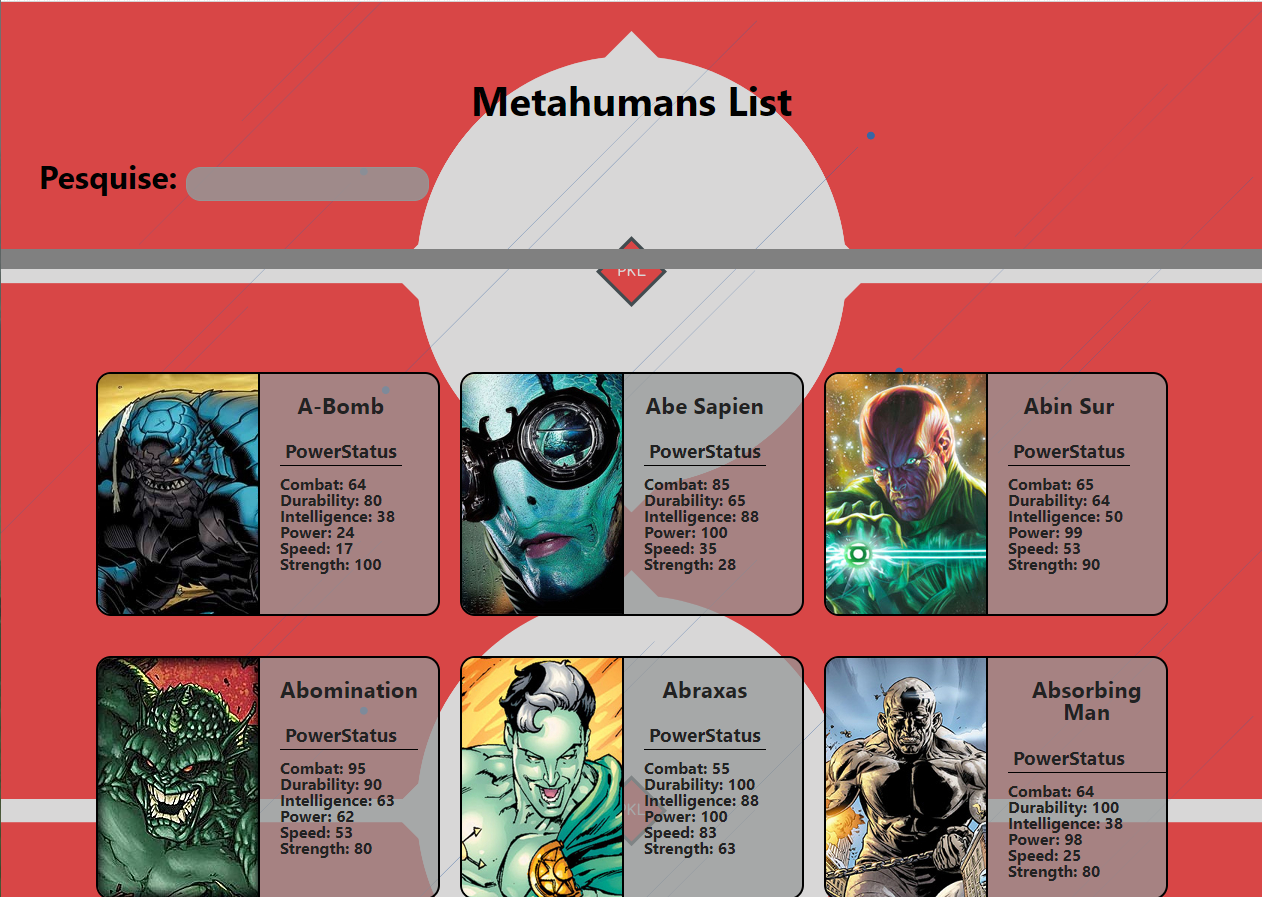 Metahumans List
Pesquise:
PKL
A-Bomb
PowerStatus
Combat: 64
Durability: 80
Intelligence: 38
Power: 24
Speed: 17
Strength: 100
Abe Sapien
PowerStatus
Combat: 85
Durability: 65
Intelligence: 88
Power: 100
Speed: 35
Strength: 28
Abin Sur
PowerStatus
Combat: 65
Durability: 64
Intelligence: 50
Power: 99
Speed: 53
Strength: 90
Abomination
PowerStatus
Combat: 95
Durability: 90
Intelligence: 63
Power: 62
Speed: 53
Strength: 80
Abraxas
PowerStatus
Combat: 55
Durability: 100
Intelligence: 88
Power: 100
Speed: 83
Strength: 63
PKL
Absorbing
Man
PowerStatus
Combat: 64
Durability: 100
Intelligence: 38
Power: 98
Speed: 25
Strength: 80